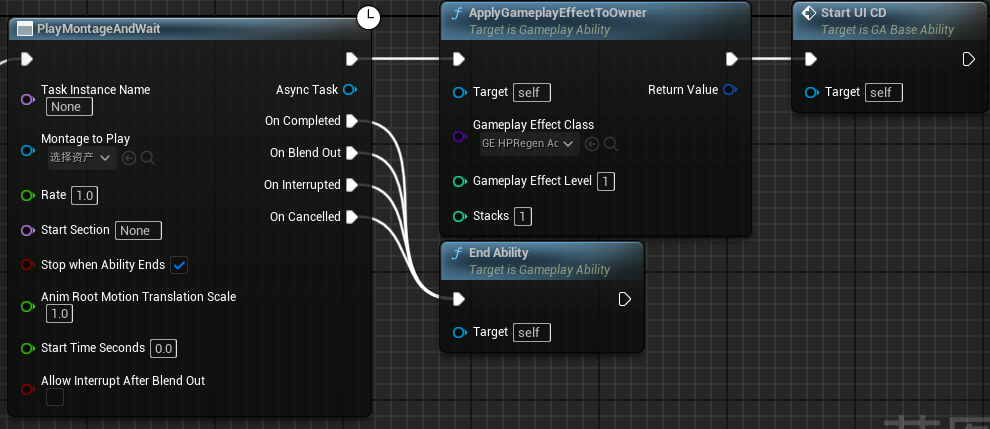 PlayMontageAndWait
Task Instance Name
None
Montage to Play
选择资产
Rate 1.0
Start Section None
Stop when Ability Ends
Anim Root Motion Translation Scale
1.0
Start Time Seconds 0.0
Allow Interrupt After Blend Out
Async Task
On Completed
On Blend Out
On Interrupted
On Cancelled
ApplyGameplayEffectToOwner
Target is Gameplay Ability
Target self
Return Value
Gameplay Effect Class
GE HPRegen Ac
Gameplay Effect Level 1
Stacks 1
End Ability
Target is Gameplay Ability
Target self
Start UI CD
Target is GA Base Ability
Target self